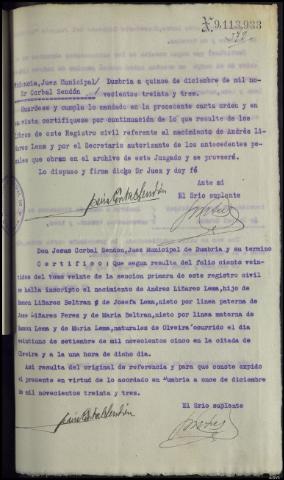 X 9.113,933
Providencia, Juez Municipal/ Dumbria a quince de diciembre de mil no-
Sr Corbal Sendón / vecientos treinta y tres.
Guardese y cumpla lo mandado en la precedente carta orden y en
su vista certifiquese por continuación de lo que resulte de los
libros de este Registro civil referente al nacimiento de Andrés Li-
ñares Lema y por el Secretario autorizante de los antecedentes pe-
nales que obran en el archivo de este Juzgado y se proveerá.
Lo dispuso y firma dicho Sr Juez y doy fé
Ante mi
El Srio suplente
Don Jesus Corbal Sendon, Juez Municipal de Dumbria y su termino
Certifico: Que segun resulta del folio ciento vein-
tidos del tomo veinte de la seccion primera de este registro civil
se halla inscripto el nacimiento de Andres Liñares Lema, hijo de
Ramon Liñares Beltran y de Josefa Lema, nieto por linea paterna de
Jose Liñares Perez y de Maria Beltran, nieto por linea materna de
Ramon Lema y de Maria Lema, naturales de Olveira ocurrido el dia
veintiuno de setiembre de mil novecientos cinco en la citada de
Olveira y a la una hora de dicho dia.
Asi resulta del original de referencia y para que conste expido
el presente en virtud de lo acordado en Dumbria a once de diciembre
de mil novecientos treinta y tres.
El Srio suplente